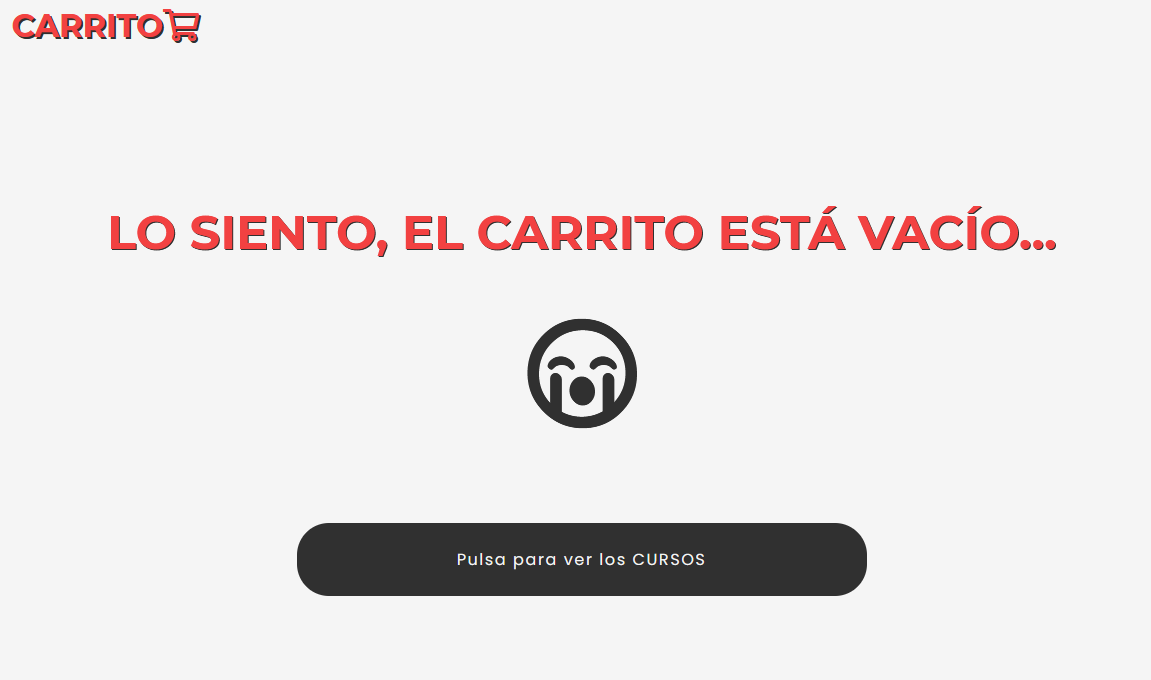 CARRITO
LO SIENTO, EL CARRITO ESTÁ VACÍO...
Pulsa para ver los CURSOS